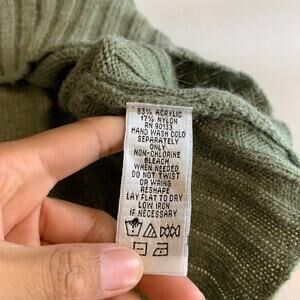 83% ACRYLIC
17% NYLON
RN 90133
HAND WASH COLD
SEPARATELY
ONLY
NON-CHLORINE
BLEACH
WHEN NEEDED
DO NOT TWIST
OR WRING
RESHAPE
LAY FLAT TO DRY
LOW IRON
IF NECESSARY